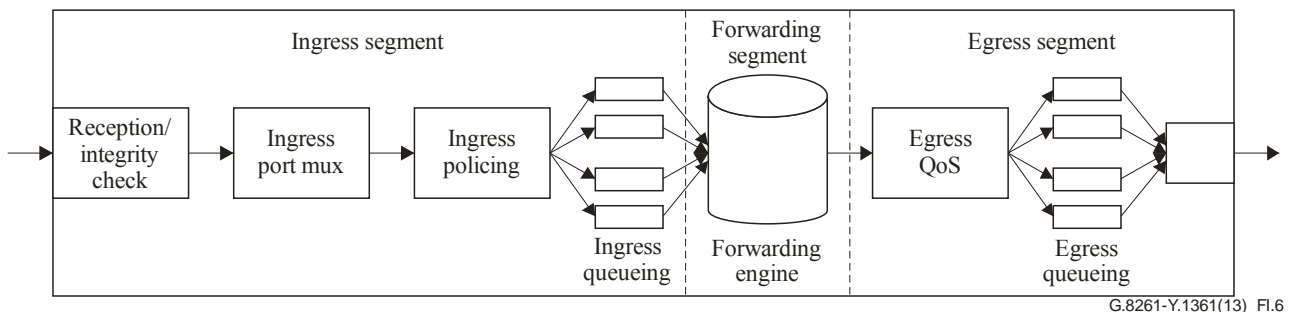 Ingress segment
Forwarding
segment
Egress segment
Reception/
integrity
check
Ingress
port mux
Ingress
policing
Ingress
queueing
Forwarding
engine
Egress
QoS
Egress
queueing
G.8261-Y.1361(13)_FI.6